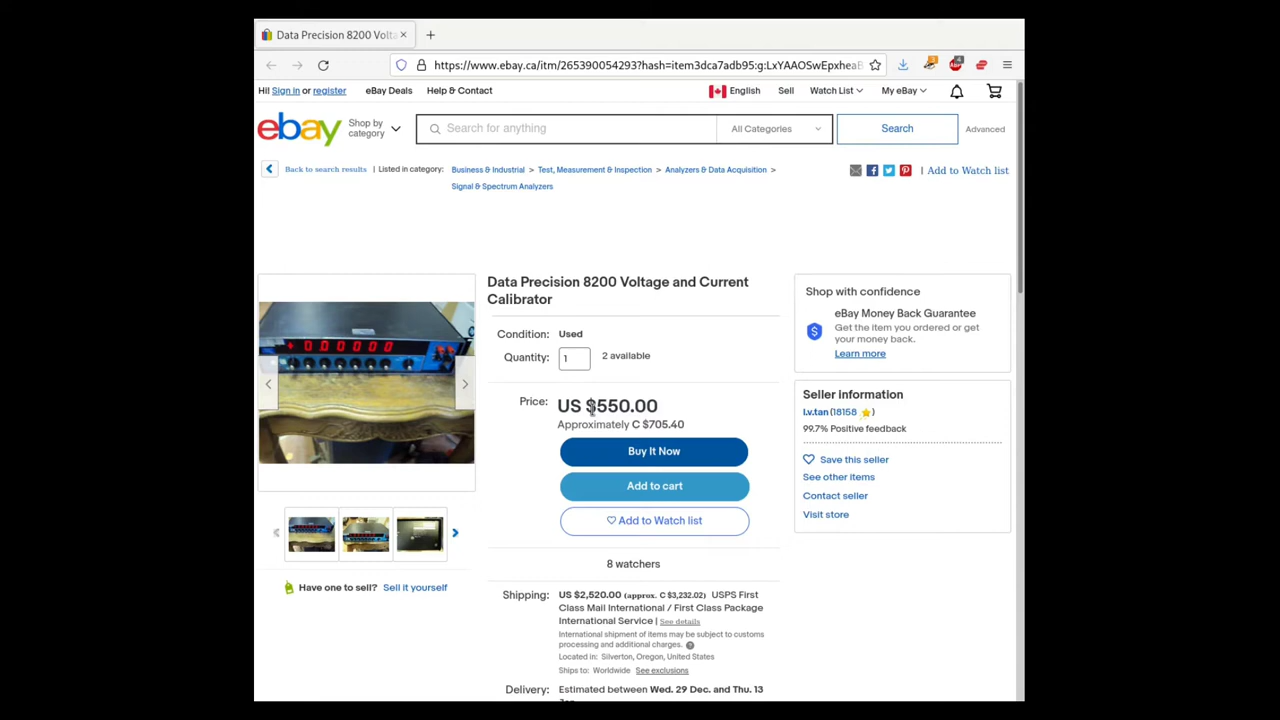 Data Precision 8200 Volta
https://www.ebay.ca/itm/265390054293?hash=item3dca7adb95:g:LxYAAOSwEpxheaB
Hi! Sign in or register
eBay Deals
Help & Contact
English
Sell
Watch List
My eBay
ebay
Shop by
category
Search for anything
All Categories
Search
Advanced
Back to search results | Listed in category:
Business & Industrial > Test, Measurement & Inspection > Analyzers & Data Acquisition >
Signal & Spectrum Analyzers
| Add to Watch list
Data Precision 8200 Voltage and Current
Calibrator
Condition: Used
Quantity: 1 2 available
Price: US $550.00
Approximately C $705.40
Buy It Now
Add to cart
Add to Watch list
8 watchers
Shipping: US $2,520.00 (approx. C $3,232.02) USPS First
Class Mail International / First Class Package
International Service | See details
International shipment of items may be subject to customs
processing and additional charges.
Located in: Silverton, Oregon, United States
Ships to: Worldwide See exclusions
Delivery: Estimated between Wed. 29 Dec. and Thu. 13
+ 0.00000
Have one to sell? Sell it yourself
Shop with confidence
eBay Money Back Guarantee
Get the item you ordered or get
your money back.
Learn more
Seller information
l.v.tan (18158)
99.7% Positive feedback
Save this seller
See other items
Contact seller
Visit store